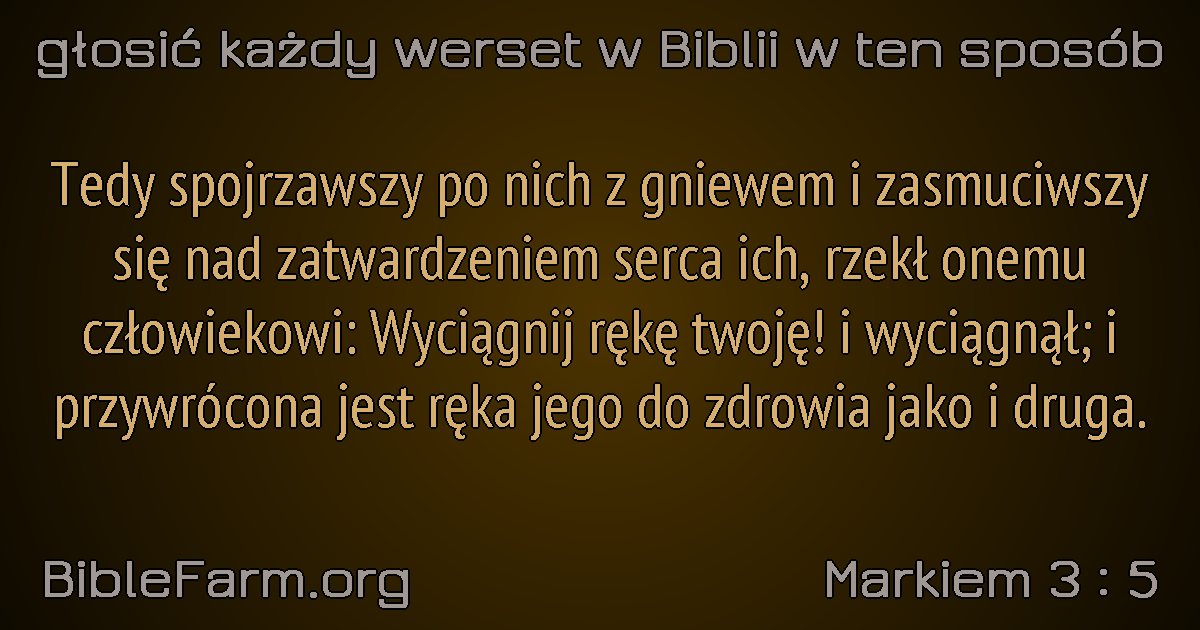 głosić każdy werset w Biblii w ten sposób
Tedy spojrzawszy po nich z gniewem i zasmuciwszy
się nad zatwardzeniem serca ich, rzekł onemu
człowiekowi: Wyciągnij rękę twoję! i wyciągnął; i
przywrócona jest ręka jego do zdrowia jako i druga.
BibleFarm.org
Markiem 3 : 5